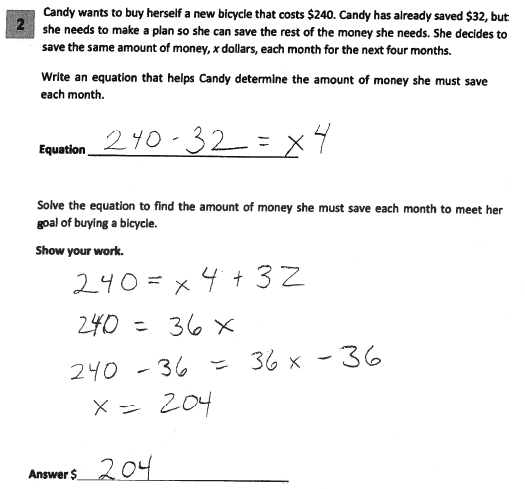 2
Candy wants to buy herself a new bicycle that costs $240. Candy has already saved $32, but
she needs to make a plan so she can save the rest of the money she needs. She decides to
save the same amount of money, x dollars, each month for the next four months.
Write an equation that helps Candy determine the amount of money she must save
each month.
Equation 240 - 32 = x 4
Solve the equation to find the amount of money she must save each month to meet her
goal of buying a bicycle.
Show your work.
240 = x 4 + 32
240 = 36 x
240 - 36 = 36 x - 36
x = 204
Answer $ 204